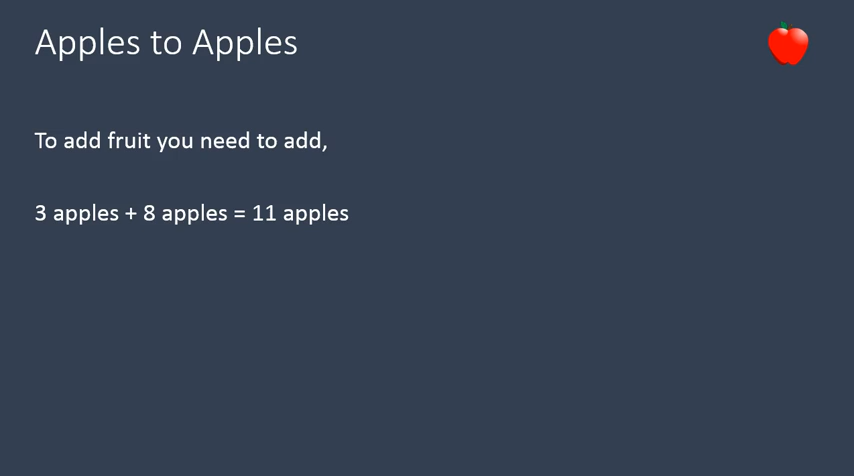 Apples to Apples
To add fruit you need to add,
3 apples + 8 apples = 11 apples